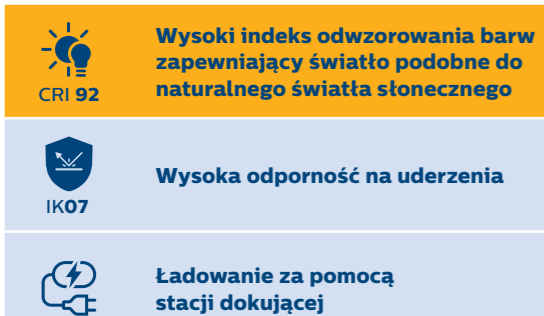 Wysoki indeks odwzorowania barw
zapewniający światło podobne do
naturalnego światła słonecznego
CRI 92
Wysoka odporność na uderzenia
IK07
Ładowanie za pomocą
stacji dokującej